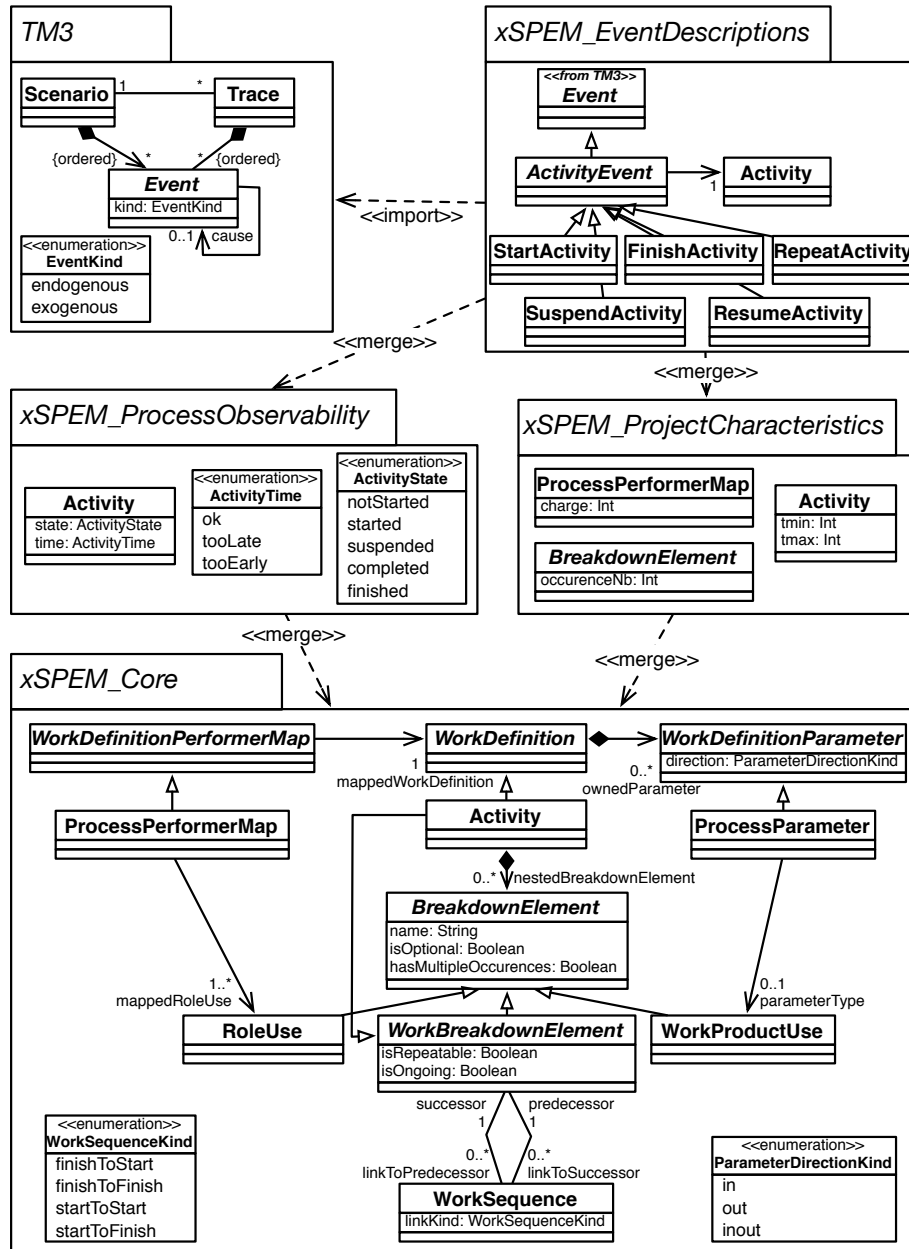 TM3
Scenario
1
*
Trace
{ordered}
*
*
{ordered}
Event
kind: EventKind
0..1
cause
<<enumeration>>
EventKind
endogenous
exogenous
xSPEM_EventDescriptions
<<from TM3>>
Event
ActivityEvent
1
Activity
StartActivity
FinishActivity
RepeatActivity
SuspendActivity
ResumeActivity
<<import>>
<<merge>>
<<merge>>
xSPEM_ProcessObservability
Activity
state: ActivityState
time: ActivityTime
<<enumeration>>
ActivityTime
ok
tooLate
tooEarly
<<enumeration>>
ActivityState
notStarted
started
suspended
completed
finished
xSPEM_ProjectCharacteristics
ProcessPerformerMap
charge: Int
BreakdownElement
occurenceNb: Int
Activity
tmin: Int
tmax: Int
<<merge>>
<<merge>>
xSPEM_Core
WorkDefinitionPerformerMap
1
mappedWorkDefinition
WorkDefinition
WorkDefinitionParameter
direction: ParameterDirectionKind
0..*
ownedParameter
ProcessPerformerMap
Activity
ProcessParameter
0..*
nestedBreakdownElement
BreakdownElement
name: String
isOptional: Boolean
hasMultipleOccurences: Boolean
1..*
mappedRoleUse
0..1
parameterType
RoleUse
WorkBreakdownElement
isRepeatable: Boolean
isOngoing: Boolean
WorkProductUse
successor
predecessor
1
1
0..*
0..*
linkToPredecessor
linkToSuccessor
WorkSequence
linkKind: WorkSequenceKind
<<enumeration>>
WorkSequenceKind
finishToStart
finishToFinish
startToStart
startToFinish
<<enumeration>>
ParameterDirectionKind
in
out
inout